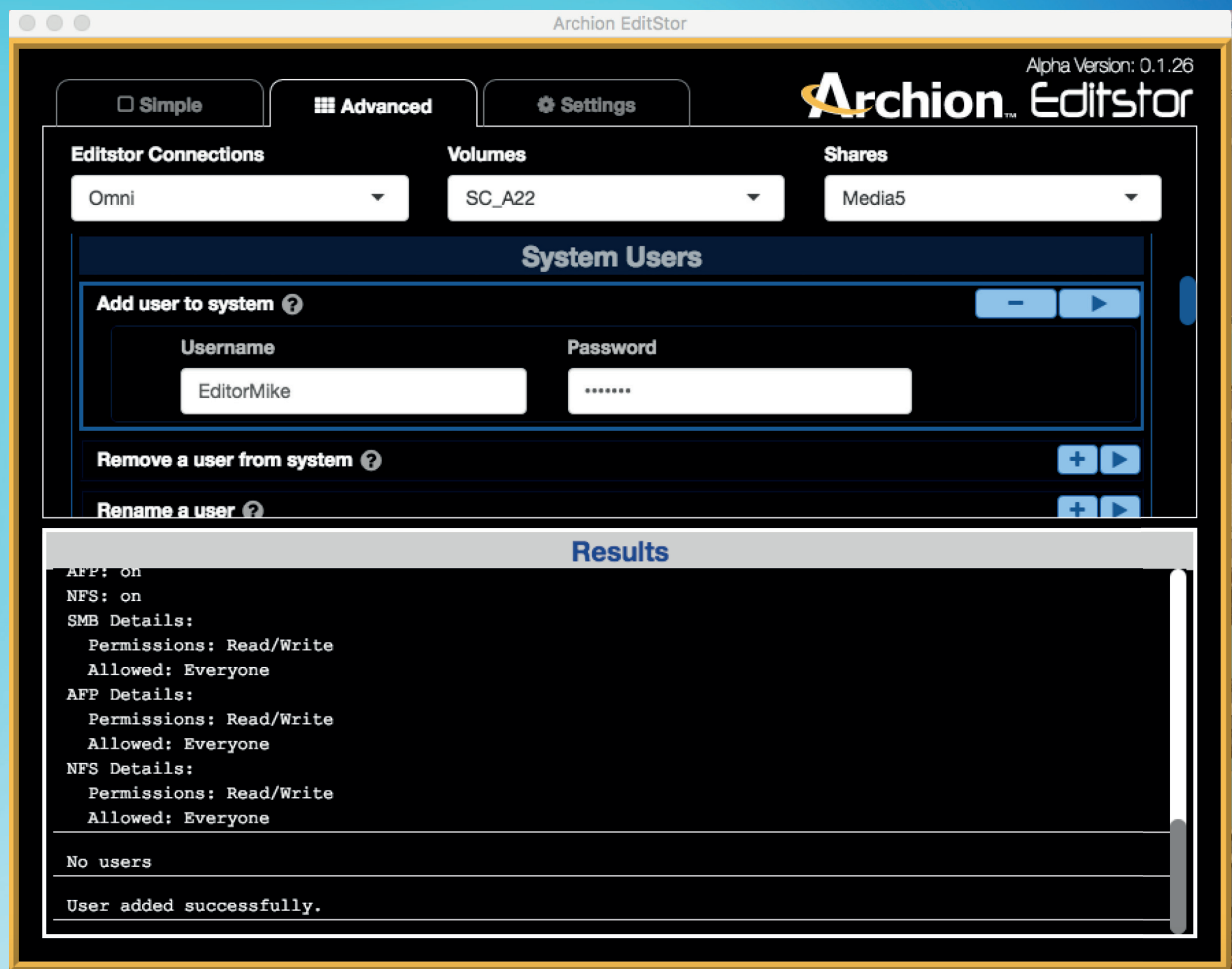 Archion EditStor
Alpha Version: 0.1.26
Archion™ Editstor
Simple Advanced Settings
Editstor Connections Volumes Shares
Omni SC_A22 Media5
System Users
Add user to system ?
Username Password
EditorMike •••••••
Remove a user from system ?
Rename a user ?
Results
AFP: on
NFS: on
SMB Details:
Permissions: Read/Write
Allowed: Everyone
AFP Details:
Permissions: Read/Write
Allowed: Everyone
NFS Details:
Permissions: Read/Write
Allowed: Everyone
No users
User added successfully.